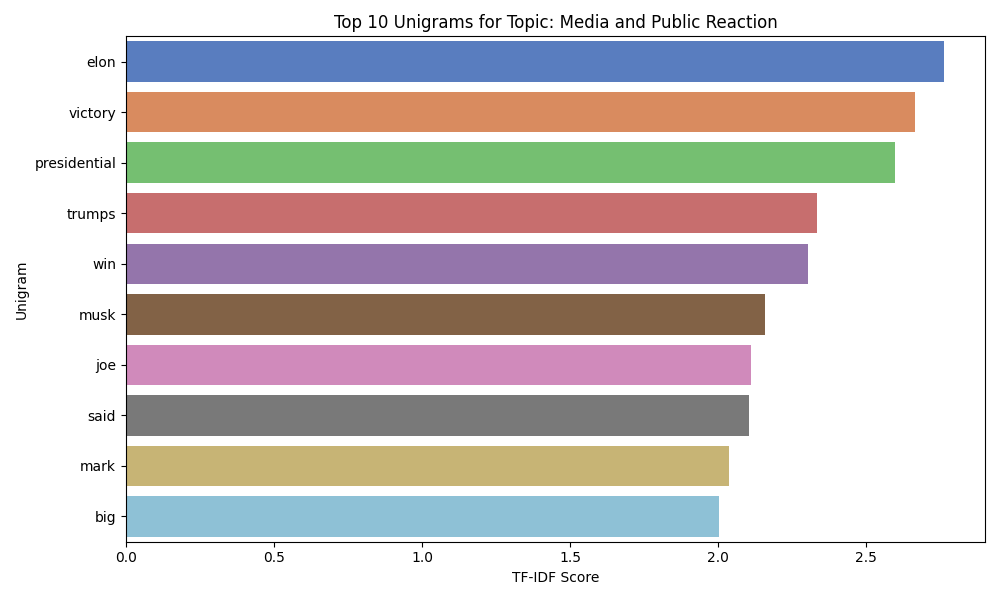 Top 10 Unigrams for Topic: Media and Public Reaction
elon
victory
presidential
trumps
win
musk
joe
said
mark
big
Unigram
0.0 0.5 1.0 1.5 2.0 2.5
TF-IDF Score